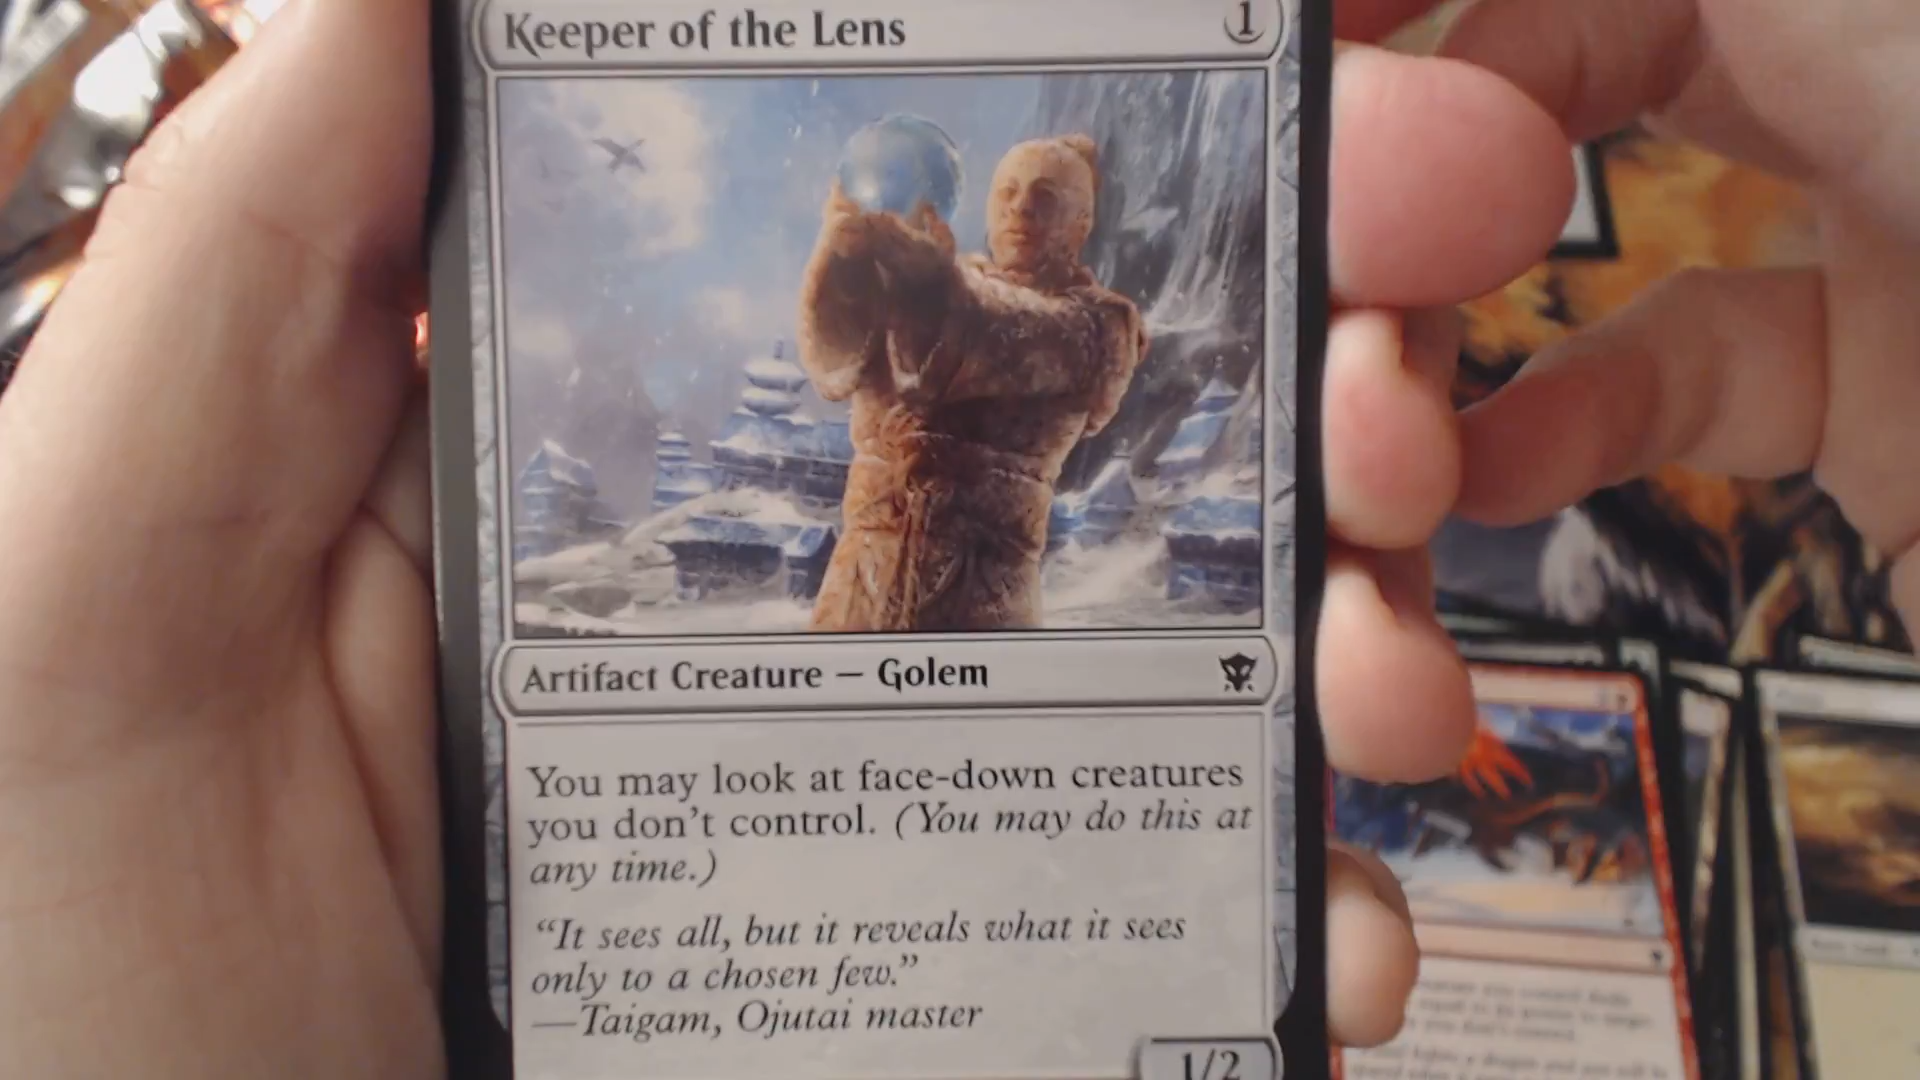 Keeper of the Lens 1
Artifact Creature — Golem
You may look at face-down creatures
you don't control. (You may do this at
any time.)
“It sees all, but it reveals what it sees
only to a chosen few.”
—Taigam, Ojutai master
1/2